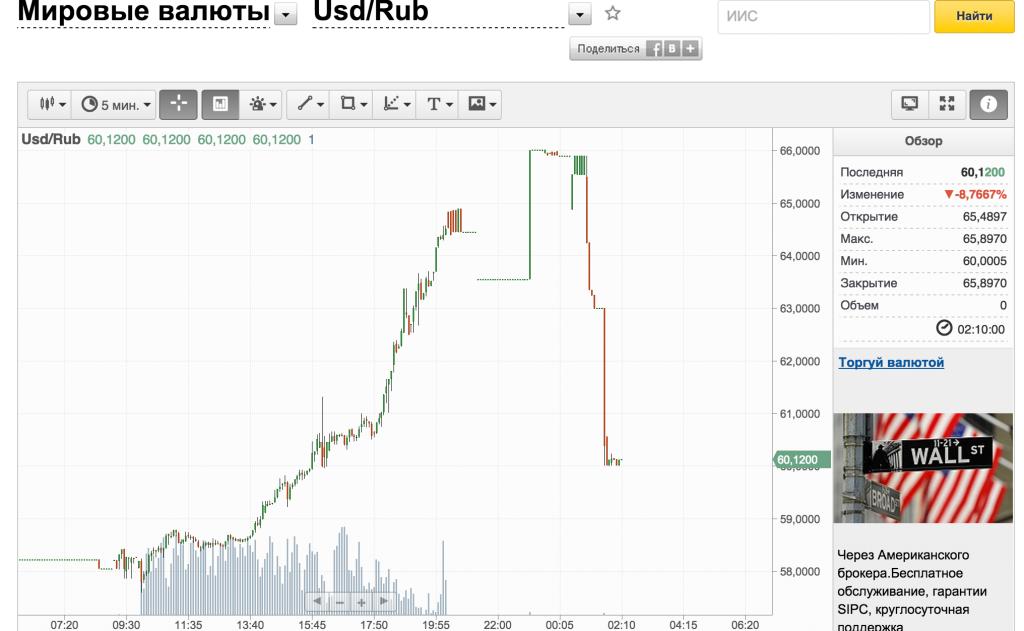 Мировые валюты
Usd/Rub
ИИС
Найти
Поделиться f B +
5 мин.
T
i
Usd/Rub 60,1200 60,1200 60,1200 60,1200 1
66,0000
65,0000
64,0000
63,0000
62,0000
61,0000
60,1200
59,0000
58,0000
07:20 09:30 11:35 13:40 15:45 17:50 19:55 22:00 00:05 02:10 04:15 06:20
Обзор
Последняя 60,1200
Изменение ▼-8,7667%
Открытие 65,4897
Макс. 65,8970
Мин. 60,0005
Закрытие 65,8970
Объем 0
02:10:00
Торгуй валютой
11-21→
WALL ST
BROAD
Через Американского
брокера.Бесплатное
обслуживание, гарантии
SIPC, круглосуточная
поддержка